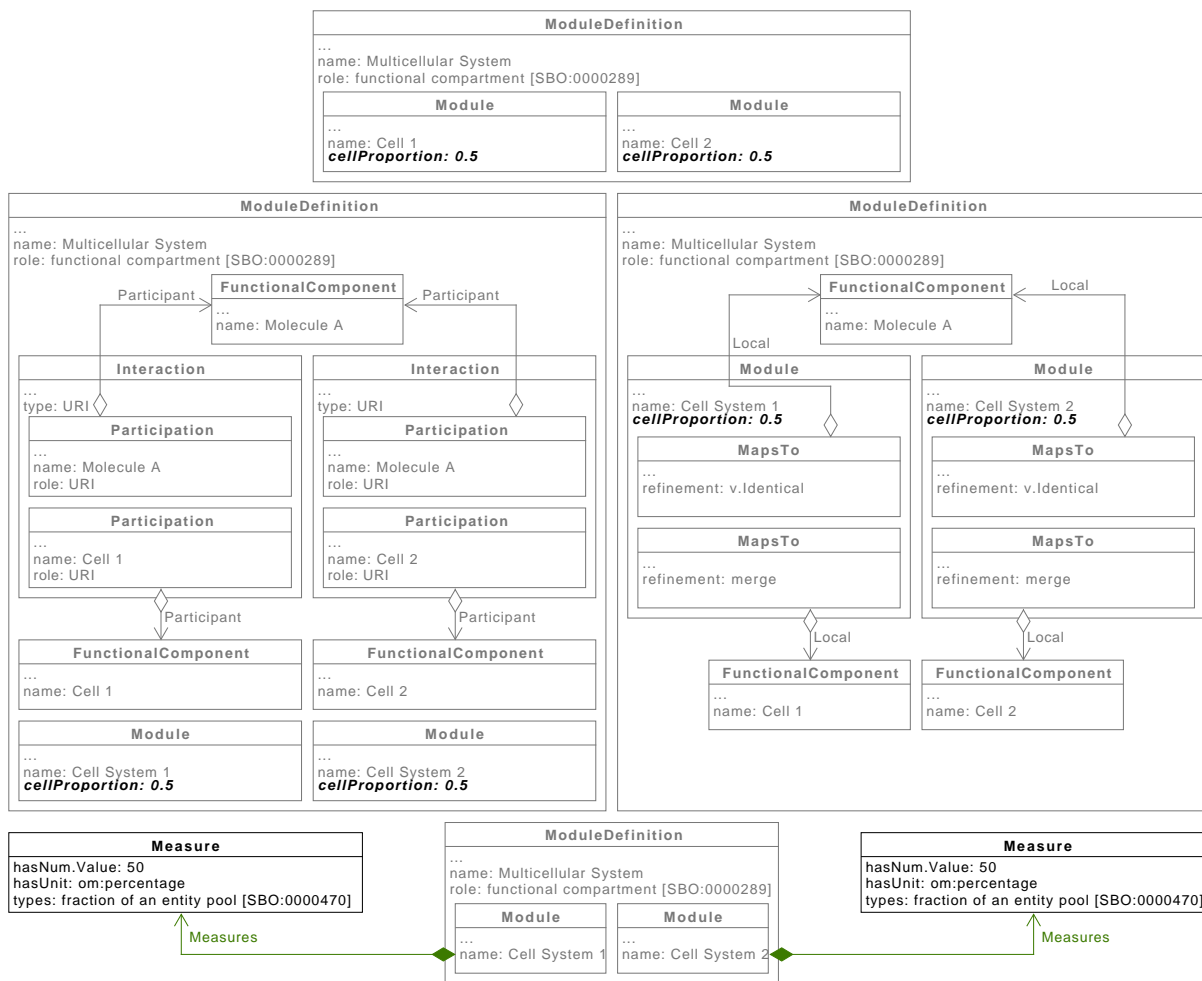 ModuleDefinition
...
name: Multicellular System
role: functional compartment [SBO:0000289]
Module
...
name: Cell 1
cellProportion: 0.5
Module
...
name: Cell 2
cellProportion: 0.5
ModuleDefinition
...
name: Multicellular System
role: functional compartment [SBO:0000289]
Participant
FunctionalComponent
...
name: Molecule A
Participant
Interaction
...
type: URI
Participation
...
name: Molecule A
role: URI
Participation
...
name: Cell 1
role: URI
Participant
FunctionalComponent
...
name: Cell 1
Module
...
name: Cell System 1
cellProportion: 0.5
Interaction
...
type: URI
Participation
...
name: Molecule A
role: URI
Participation
...
name: Cell 2
role: URI
Participant
FunctionalComponent
...
name: Cell 2
Module
...
name: Cell System 2
cellProportion: 0.5
ModuleDefinition
...
name: Multicellular System
role: functional compartment [SBO:0000289]
FunctionalComponent
...
name: Molecule A
Local
Local
Module
...
name: Cell System 1
cellProportion: 0.5
MapsTo
...
refinement: v.Identical
MapsTo
...
refinement: merge
Local
FunctionalComponent
...
name: Cell 1
Module
...
name: Cell System 2
cellProportion: 0.5
MapsTo
...
refinement: v.Identical
MapsTo
...
refinement: merge
Local
FunctionalComponent
...
name: Cell 2
Measure
hasNum.Value: 50
hasUnit: om:percentage
types: fraction of an entity pool [SBO:0000470]
Measures
ModuleDefinition
...
name: Multicellular System
role: functional compartment [SBO:0000289]
Module
...
name: Cell System 1
Module
...
name: Cell System 2
Measure
hasNum.Value: 50
hasUnit: om:percentage
types: fraction of an entity pool [SBO:0000470]
Measures